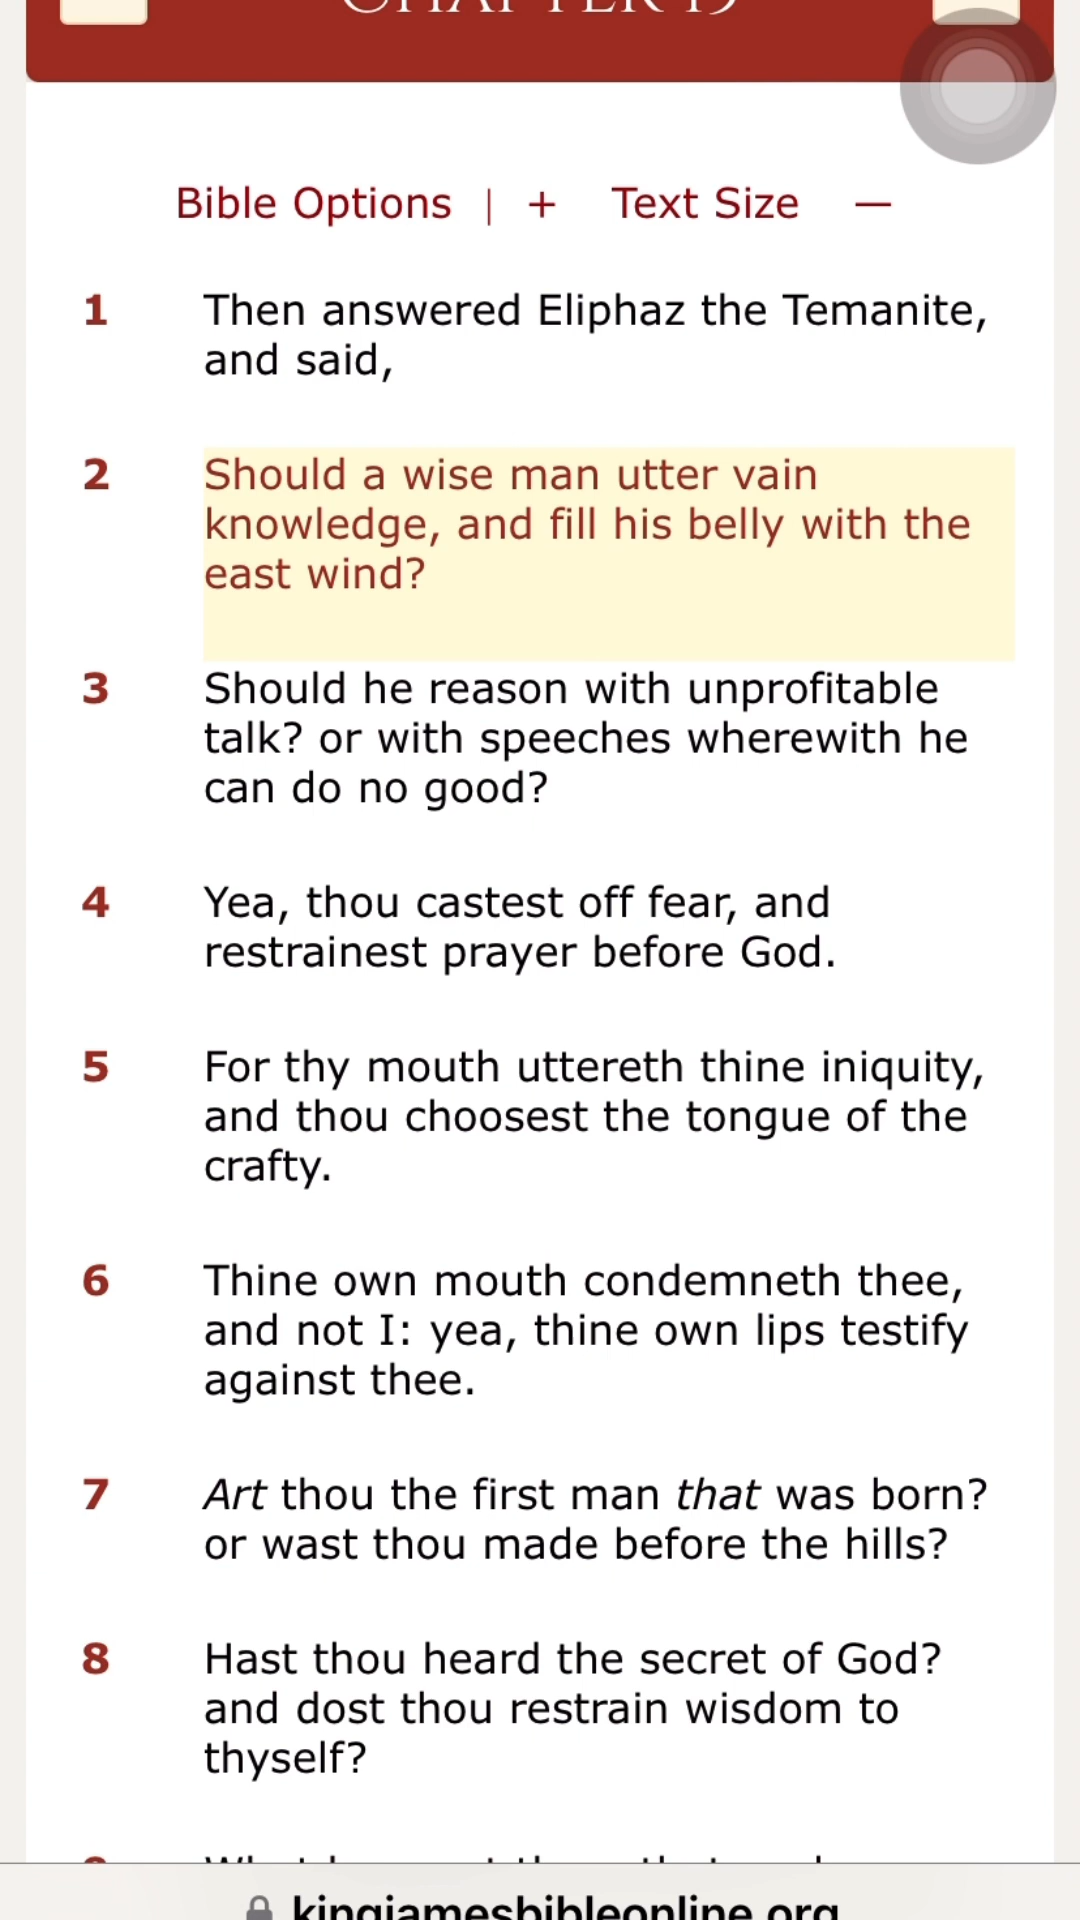 CHAPTER 15
Bible Options | + Text Size —
1 Then answered Eliphaz the Temanite,
and said,
2 Should a wise man utter vain
knowledge, and fill his belly with the
east wind?
3 Should he reason with unprofitable
talk? or with speeches wherewith he
can do no good?
4 Yea, thou castest off fear, and
restrainest prayer before God.
5 For thy mouth uttereth thine iniquity,
and thou choosest the tongue of the
crafty.
6 Thine own mouth condemneth thee,
and not I: yea, thine own lips testify
against thee.
7 Art thou the first man that was born?
or wast thou made before the hills?
8 Hast thou heard the secret of God?
and dost thou restrain wisdom to
thyself?
kingjamesbibleonline.org